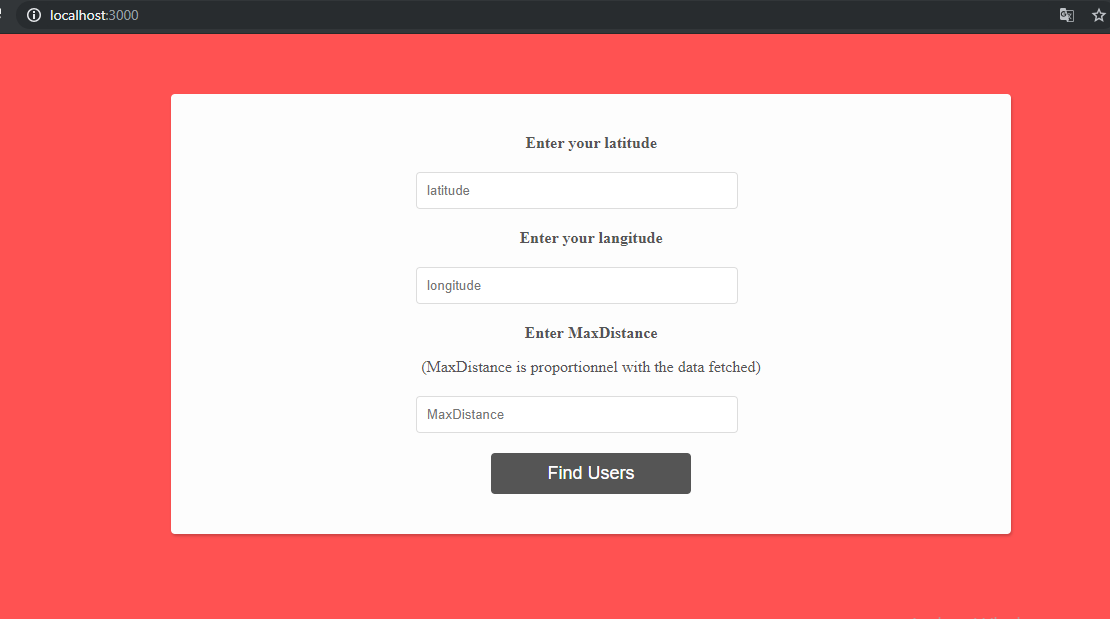 localhost:3000
Enter your latitude
latitude
Enter your langitude
longitude
Enter MaxDistance
(MaxDistance is proportionnel with the data fetched)
MaxDistance
Find Users